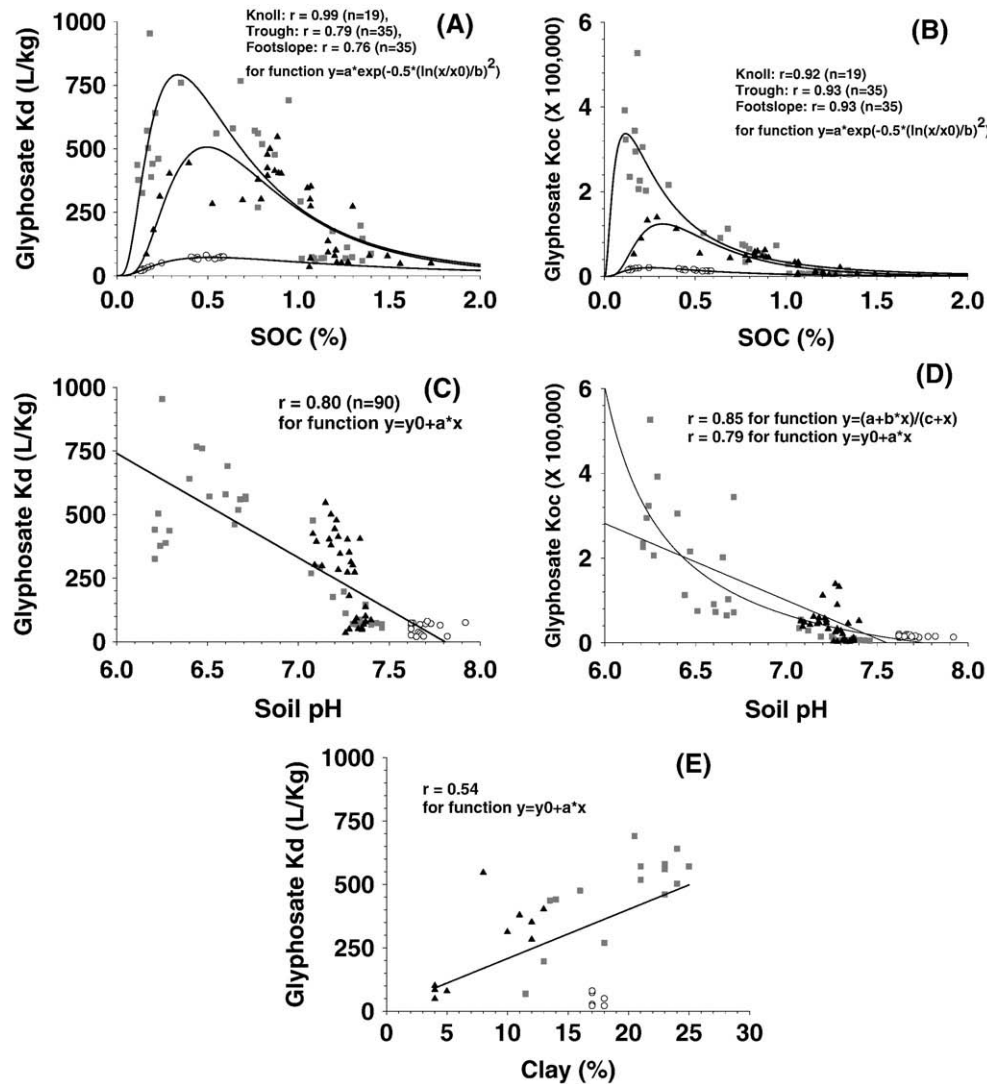 (A)
Knoll: r = 0.99 (n=19),
Trough: r = 0.79 (n=35),
Footslope: r = 0.76 (n=35)
for function y=a*exp(-0.5*(ln(x/x0)/b)²)
Glyphosate Kd (L/kg)
1000
750
500
250
0
0.0 0.5 1.0 1.5 2.0
SOC (%)
(B)
Knoll: r=0.92 (n=19)
Trough: r = 0.93 (n=35)
Footslope: r= 0.93 (n=35)
for function y=a*exp(-0.5*(ln(x/x0)/b)²)
Glyphosate Koc (X 100,000)
6
4
2
0
0.0 0.5 1.0 1.5 2.0
SOC (%)
(C)
r = 0.80 (n=90)
for function y=y0+a*x
Glyphosate Kd (L/Kg)
1000
750
500
250
0
6.0 6.5 7.0 7.5 8.0
Soil pH
(D)
r = 0.85 for function y=(a+b*x)/(c+x)
r = 0.79 for function y=y0+a*x
Glyphosate Koc (X 100,000)
6
4
2
0
6.0 6.5 7.0 7.5 8.0
Soil pH
(E)
r = 0.54
for function y=y0+a*x
Glyphosate Kd (L/Kg)
1000
750
500
250
0
0 5 10 15 20 25 30
Clay (%)